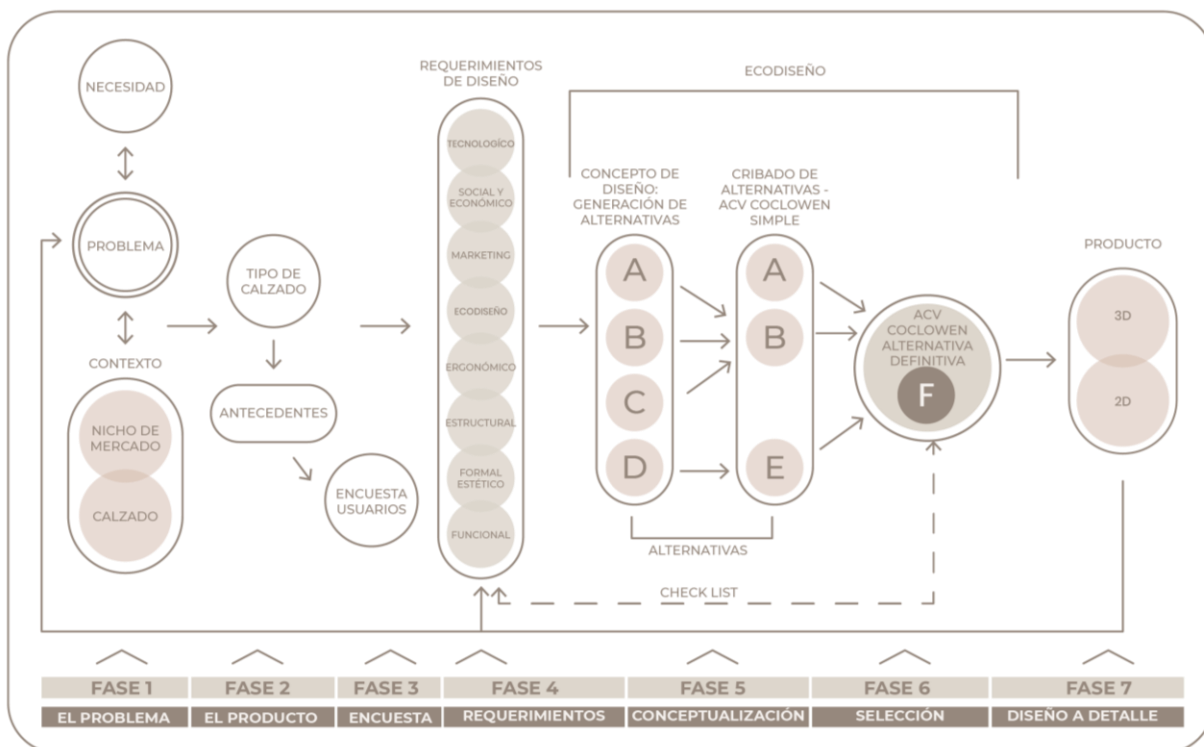 NECESIDAD
PROBLEMA
CONTEXTO
NICHO DE
MERCADO
CALZADO
TIPO DE
CALZADO
ANTECEDENTES
ENCUESTA
USUARIOS
REQUERIMIENTOS
DE DISEÑO
TECNOLOGÍCO
SOCIAL Y
ECONÓMICO
MARKETING
ECODISEÑO
ERGONÓMICO
ESTRUCTURAL
FORMAL
ESTÉTICO
FUNCIONAL
ECODISEÑO
CONCEPTO DE
DISEÑO:
GENERACIÓN DE
ALTERNATIVAS
A
B
C
D
CRIBADO DE
ALTERNATIVAS -
ACV COCLOWEN
SIMPLE
A
B
E
ALTERNATIVAS
ACV
COCLOWEN
ALTERNATIVA
DEFINITIVA
F
CHECK LIST
PRODUCTO
3D
2D
FASE 1
FASE 2
FASE 3
FASE 4
FASE 5
FASE 6
FASE 7
EL PROBLEMA
EL PRODUCTO
ENCUESTA
REQUERIMIENTOS
CONCEPTUALIZACIÓN
SELECCIÓN
DISEÑO A DETALLE